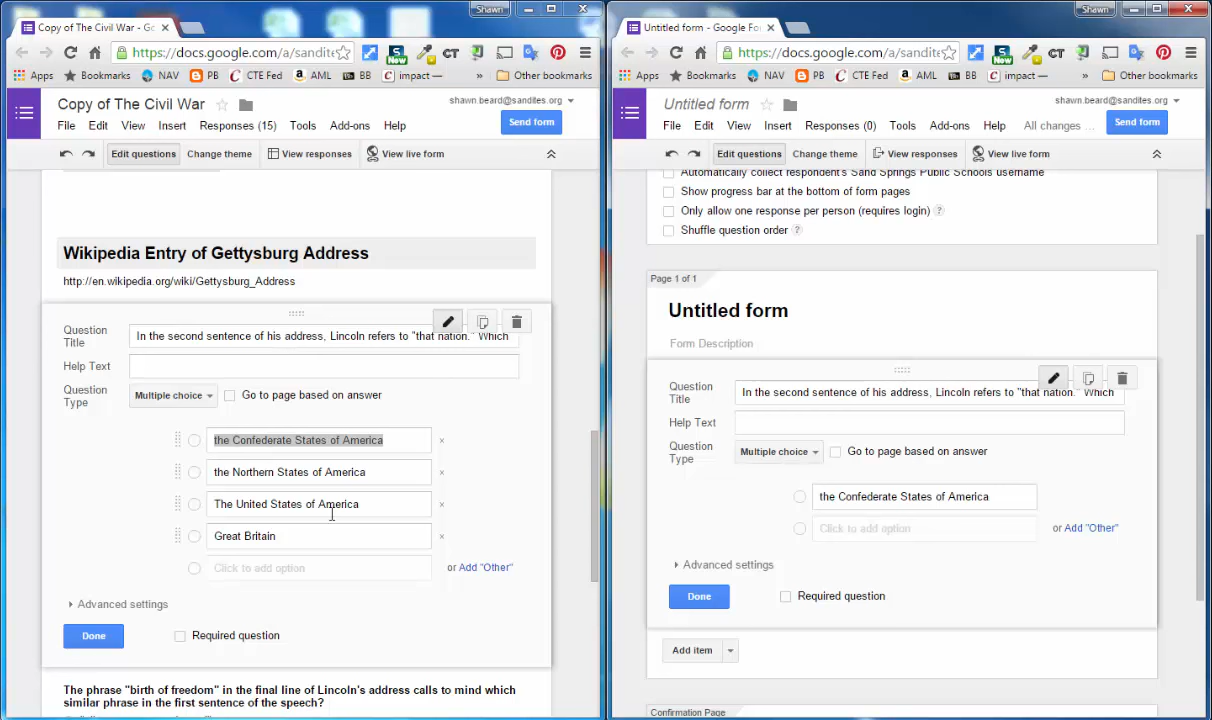 Shawn
Copy of The Civil War - Go
https://docs.google.com/a/sandite
Apps Bookmarks NAV PB CTE Fed AML BB impact — » Other bookmarks
Copy of The Civil War
shawn.beard@sandites.org
File Edit View Insert Responses (15) Tools Add-ons Help
Send form
Edit questions Change theme View responses View live form
Wikipedia Entry of Gettysburg Address
http://en.wikipedia.org/wiki/Gettysburg_Address
Question Title
In the second sentence of his address, Lincoln refers to "that nation." Which
Help Text
Question Type
Multiple choice
Go to page based on answer
the Confederate States of America
the Northern States of America
The United States of America
Great Britain
Click to add option
or Add "Other"
Advanced settings
Done
Required question
The phrase "birth of freedom" in the final line of Lincoln's address calls to mind which
similar phrase in the first sentence of the speech?
Shawn
Untitled form - Google Fo
https://docs.google.com/a/sandite
Apps Bookmarks NAV PB CTE Fed AML BB impact — » Other bookmarks
Untitled form
shawn.beard@sandites.org
File Edit View Insert Responses (0) Tools Add-ons Help All changes ...
Send form
Edit questions Change theme View responses View live form
Automatically collect respondent's Sand Springs Public Schools username
Show progress bar at the bottom of form pages
Only allow one response per person (requires login) ?
Shuffle question order ?
Page 1 of 1
Untitled form
Form Description
Question Title
In the second sentence of his address, Lincoln refers to "that nation." Which
Help Text
Question Type
Multiple choice
Go to page based on answer
the Confederate States of America
Click to add option
or Add "Other"
Advanced settings
Done
Required question
Add item
Confirmation Page